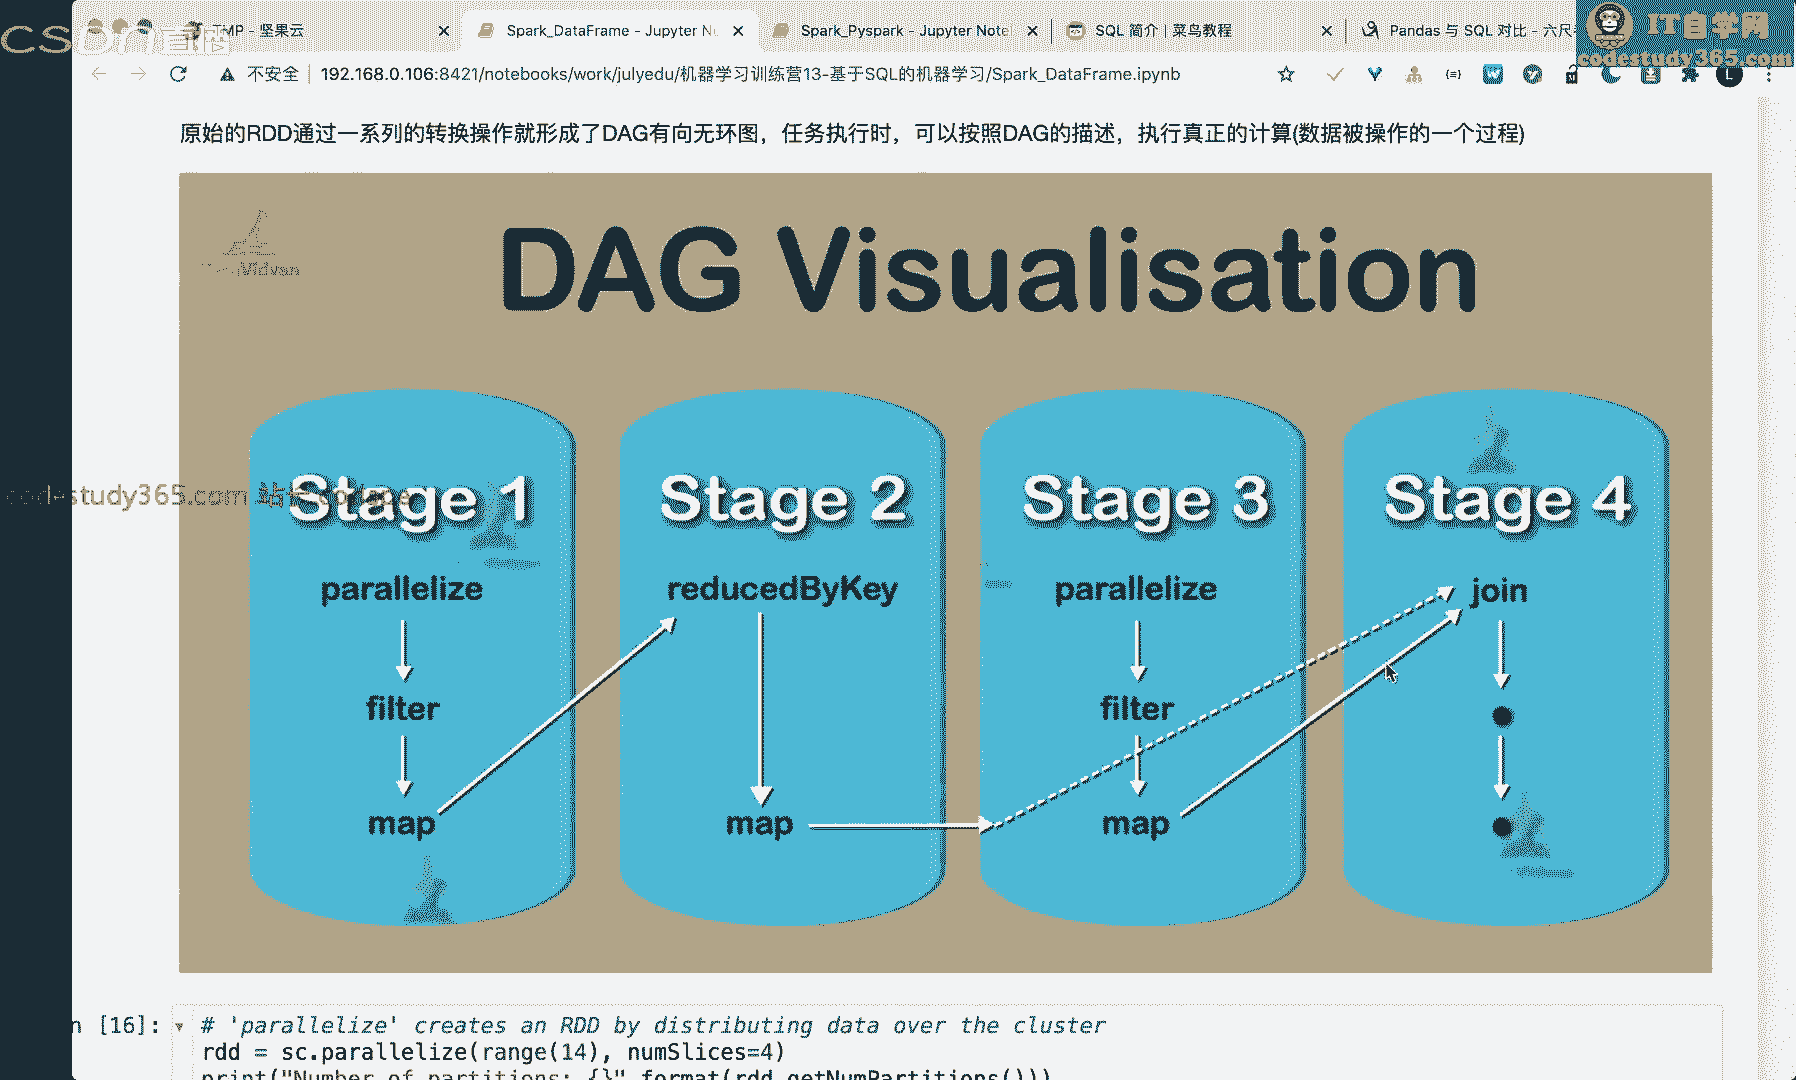 csdn直播
MP - 坚果云
Spark_DataFrame - Jupyter N
Spark_Pyspark - Jupyter Note
SQL 简介 | 菜鸟教程
Pandas 与 SQL 对比 - 六尺
IT自学网
codestudy365.com
不安全
192.168.0.106:8421/notebooks/work/julyedu/机器学习训练营13-基于SQL的机器学习/Spark_DataFrame.ipynb
原始的RDD通过一系列的转换操作就形成了DAG有向无环图，任务执行时，可以按照DAG的描述，执行真正的计算(数据被操作的一个过程)
DAG Visualisation
codestudy365.com
Stage 1
parallelize
filter
map
Stage 2
reducedByKey
map
Stage 3
parallelize
filter
map
Stage 4
join
n [16]:
# 'parallelize' creates an RDD by distributing data over the cluster
rdd = sc.parallelize(range(14), numSlices=4)
print("Number of partitions: {}".format(rdd.getNumPartitions()))